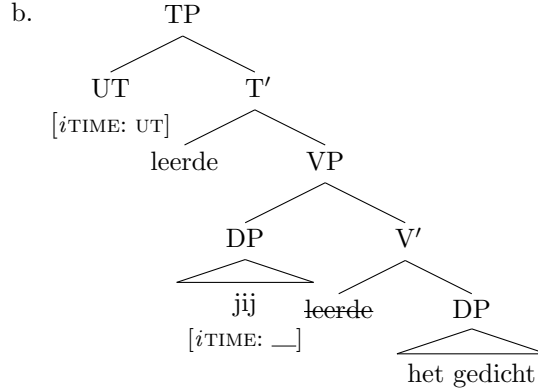 b.
TP
UT T′
[iTIME: UT]
leerde VP
DP V′
jij leerde DP
[iTIME: __]
het gedicht